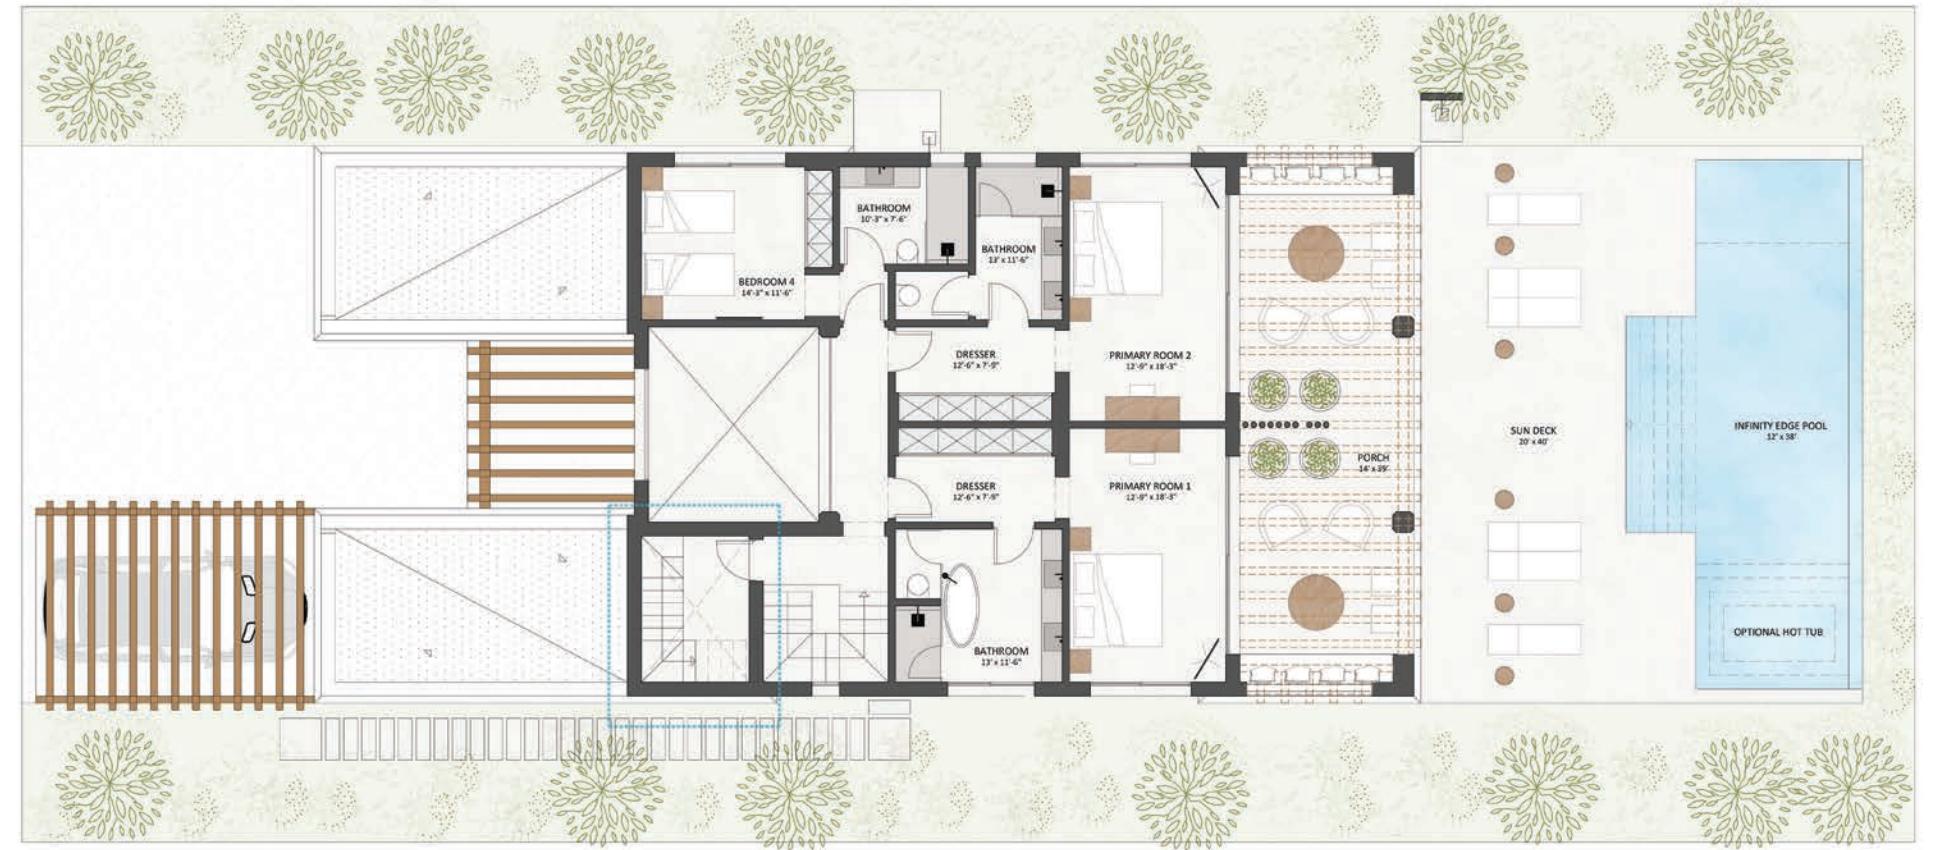 BATHROOM
10'-3" x 7'-6"
BATHROOM
13' x 11'-6"
BEDROOM 4
14'-3" x 11'-6"
DRESSER
12'-6" x 7'-9"
PRIMARY ROOM 2
12'-9" x 18'-3"
SUN DECK
20' x 40'
INFINITY EDGE POOL
12' x 38'
PORCH
14' x 39'
DRESSER
12'-6" x 7'-9"
PRIMARY ROOM 1
12'-9" x 18'-3"
BATHROOM
13' x 11'-6"
OPTIONAL HOT TUB